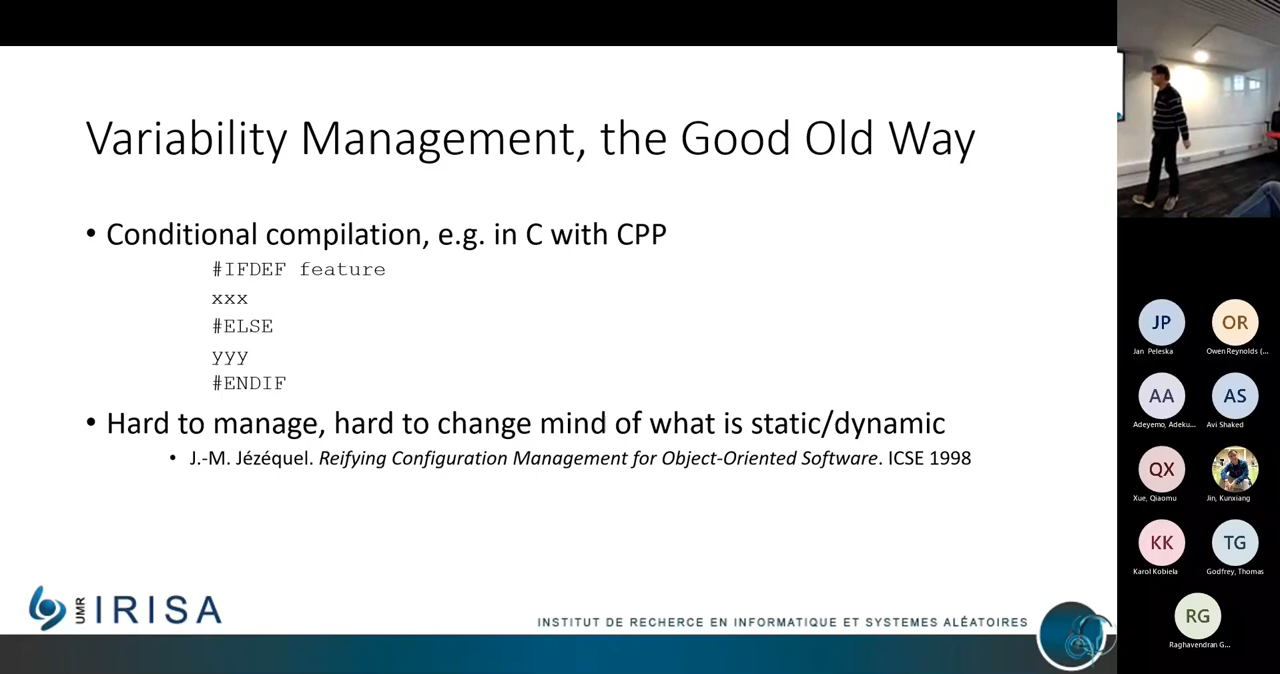 Variability Management, the Good Old Way
• Conditional compilation, e.g. in C with CPP
#IFDEF feature
xxx
#ELSE
yyy
#ENDIF
• Hard to manage, hard to change mind of what is static/dynamic
• J.-M. Jézéquel. Reifying Configuration Management for Object-Oriented Software. ICSE 1998
UMR IRISA
INSTITUT DE RECHERCE EN INFORMATIQUE ET SYSTEMES ALÉATOIRES
JP OR
Jan Peleska Owen Reynolds (...
AA AS
Adeyemo, Adeku... Avi Shaked
QX
Xue, Qiaomu Jin, Kunxiang
KK TG
Karol Kobiela Godfrey, Thomas
RG
Raghavendran G...